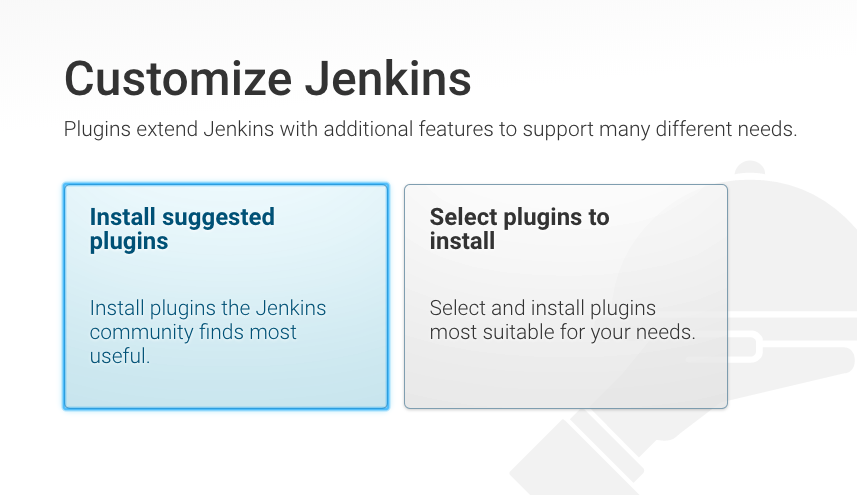 Customize Jenkins
Plugins extend Jenkins with additional features to support many different needs.
Install suggested
plugins
Install plugins the Jenkins
community finds most
useful.
Select plugins to
install
Select and install plugins
most suitable for your needs.